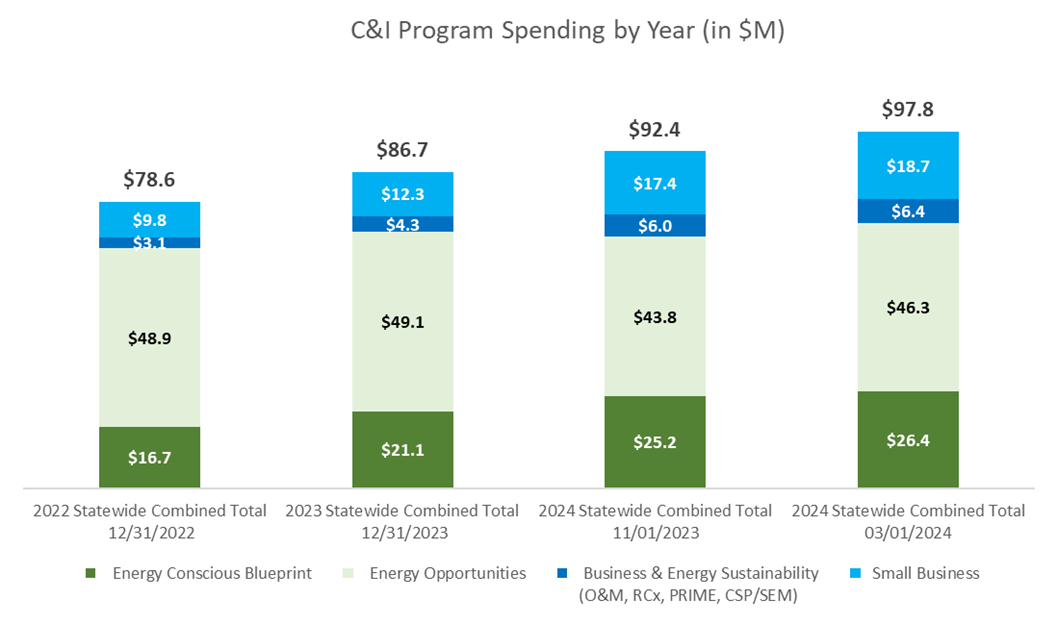 C&I Program Spending by Year (in $M)
$78.6
$86.7
$92.4
$97.8
$9.8
$12.3
$17.4
$18.7
$3.1
$4.3
$6.0
$6.4
$48.9
$49.1
$43.8
$46.3
$16.7
$21.1
$25.2
$26.4
2022 Statewide Combined Total
12/31/2022
2023 Statewide Combined Total
12/31/2023
2024 Statewide Combined Total
11/01/2023
2024 Statewide Combined Total
03/01/2024
Energy Conscious Blueprint
Energy Opportunities
Business & Energy Sustainability
(O&M, RCx, PRIME, CSP/SEM)
Small Business